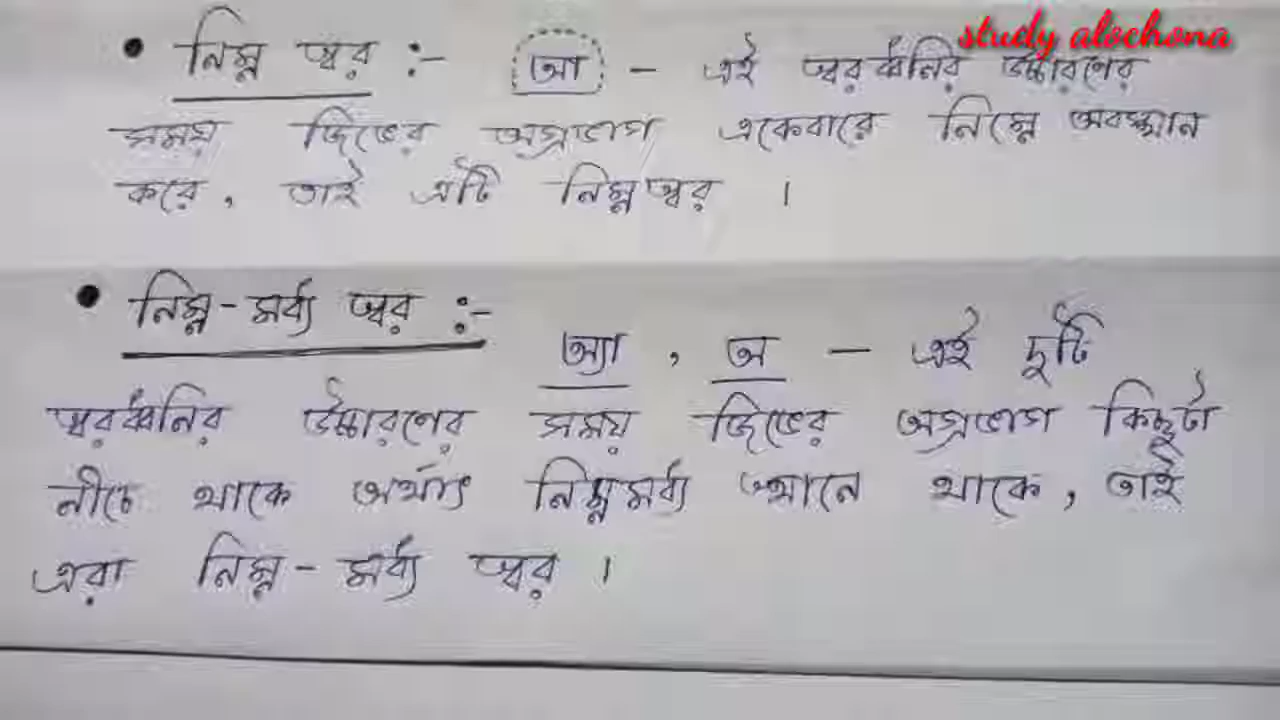 study alochona
• নিম্ন স্বর :- আ - এই স্বরধ্বনির উচ্চারণের
সময় জিভের অগ্রভাগ একেবারে নিম্নে অবস্থান
করে, তাই এটি নিম্নস্বর ।
• নিম্ন-মধ্য স্বর :-
অ্যা , অ - এই দুটি
স্বরধ্বনির উচ্চারণের সময় জিভের অগ্রভাগ কিছুটা
নীচে থাকে অর্থাৎ নিম্নমধ্য স্থানে থাকে, তাই
এরা নিম্ন-মধ্য স্বর ।